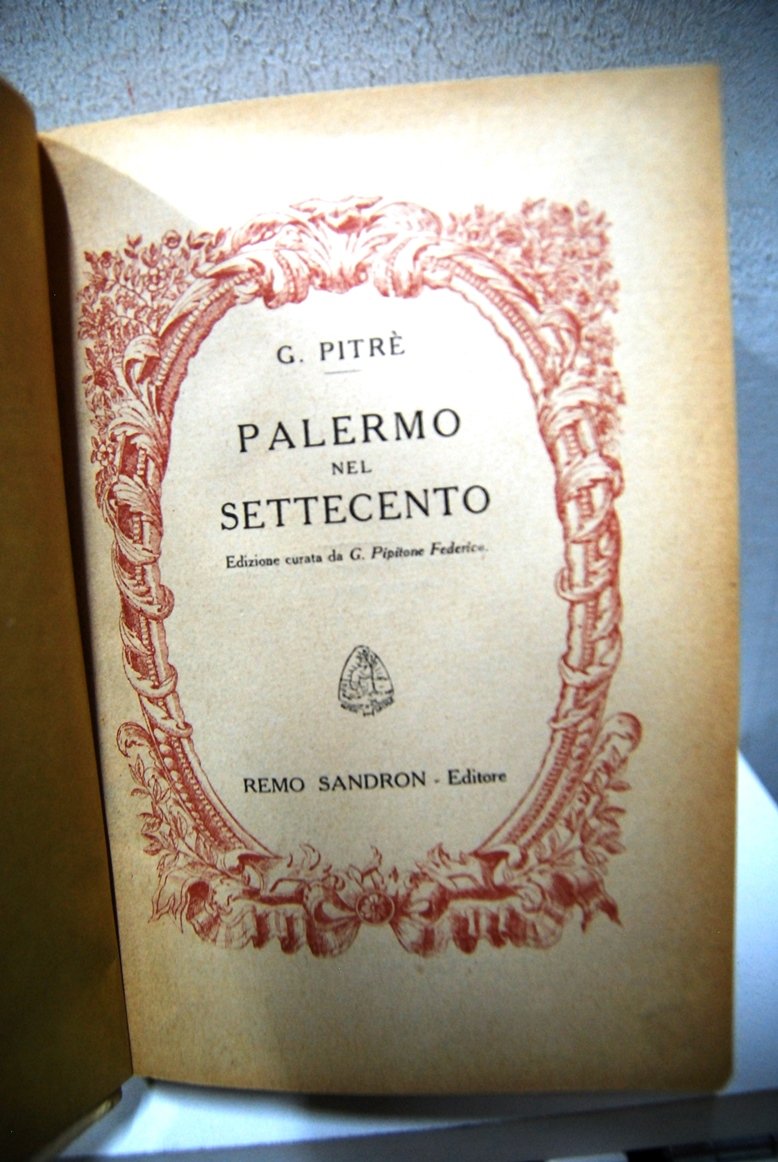 G. PITRÈ
PALERMO
NEL
SETTECENTO
Edizione curata da G. Pipitone Federico.
REMO SANDRON - Editore